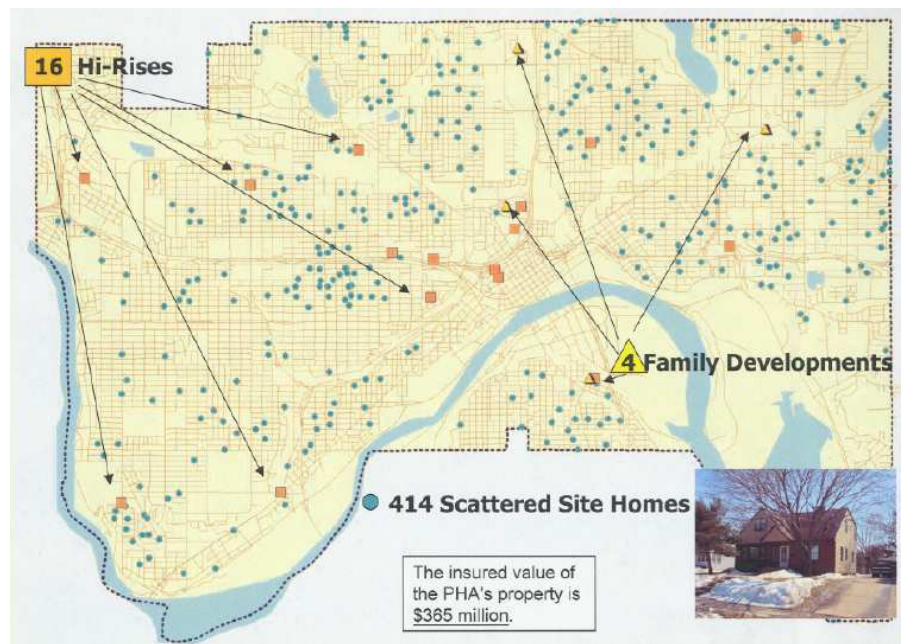 16 Hi-Rises
4 Family Developments
414 Scattered Site Homes
The insured value of
the PHA's property is
$365 million.